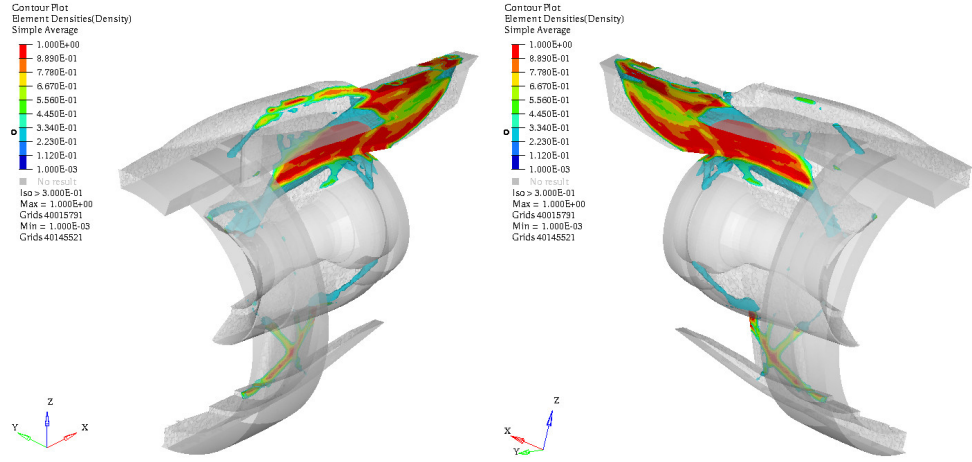 Contour Plot
Element Densities(Density)
Simple Average
1.000E+00
8.890E-01
7.780E-01
6.670E-01
5.560E-01
4.450E-01
3.340E-01
2.230E-01
1.120E-01
1.000E-03
No result
Iso > 3.000E-01
Max = 1.000E+00
Grids 40015791
Min = 1.000E-03
Grids 40145521
Z
Y
X
Contour Plot
Element Densities(Density)
Simple Average
1.000E+00
8.890E-01
7.780E-01
6.670E-01
5.560E-01
4.450E-01
3.340E-01
2.230E-01
1.120E-01
1.000E-03
No result
Iso > 3.000E-01
Max = 1.000E+00
Grids 40015791
Min = 1.000E-03
Grids 40145521
Z
X
Y